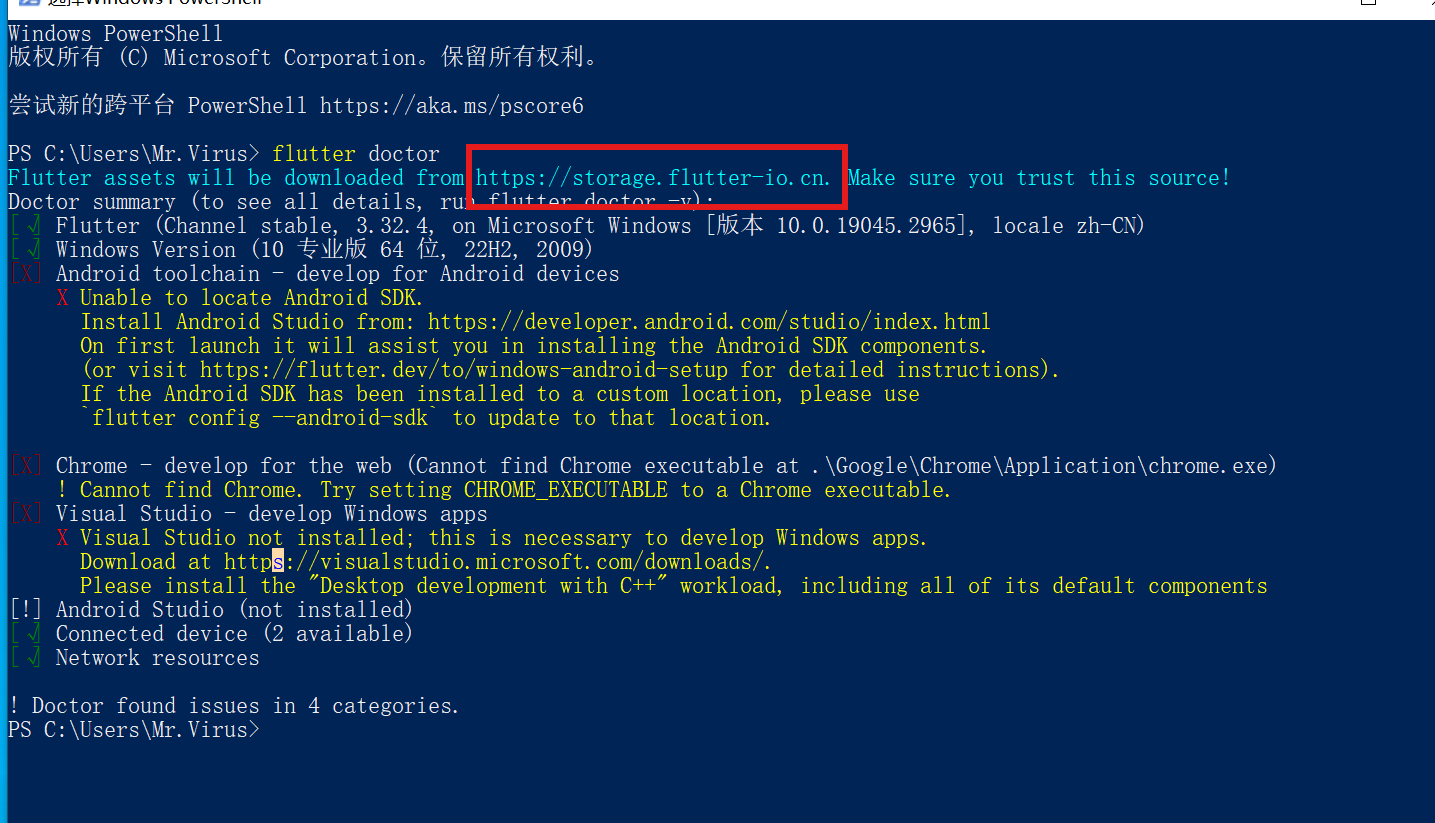 选择Windows PowerShell
Windows PowerShell
版权所有 (C) Microsoft Corporation。保留所有权利。
尝试新的跨平台 PowerShell https://aka.ms/pscore6
PS C:\Users\Mr.Virus> flutter doctor
Flutter assets will be downloaded from https://storage.flutter-io.cn. Make sure you trust this source!
Doctor summary (to see all details, run flutter doctor -v):
[√] Flutter (Channel stable, 3.32.4, on Microsoft Windows [版本 10.0.19045.2965], locale zh-CN)
[√] Windows Version (10 专业版 64 位, 22H2, 2009)
[X] Android toolchain - develop for Android devices
X Unable to locate Android SDK.
Install Android Studio from: https://developer.android.com/studio/index.html
On first launch it will assist you in installing the Android SDK components.
(or visit https://flutter.dev/to/windows-android-setup for detailed instructions).
If the Android SDK has been installed to a custom location, please use
`flutter config --android-sdk` to update to that location.
[X] Chrome - develop for the web (Cannot find Chrome executable at .\Google\Chrome\Application\chrome.exe)
! Cannot find Chrome. Try setting CHROME_EXECUTABLE to a Chrome executable.
[X] Visual Studio - develop Windows apps
X Visual Studio not installed; this is necessary to develop Windows apps.
Download at https://visualstudio.microsoft.com/downloads/.
Please install the "Desktop development with C++" workload, including all of its default components
[!] Android Studio (not installed)
[√] Connected device (2 available)
[√] Network resources
! Doctor found issues in 4 categories.
PS C:\Users\Mr.Virus>